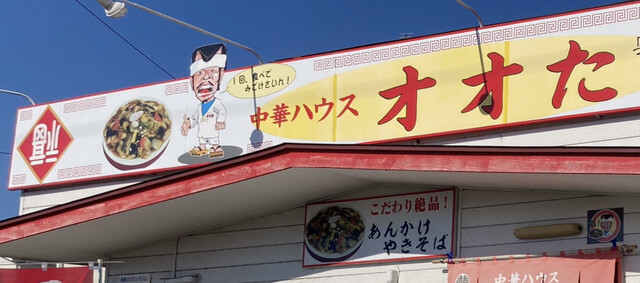 福
1回、食べて
みてけさいん！
中華ハウス
オオた
こだわり絶品！
あんかけ
やきそば
中華ハウス